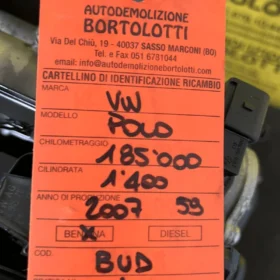 AUTODEMOLIZIONE
BORTOLOTTI
Via Del Chiù, 19 - 40037 SASSO MARCONI (BO)
Tel. e Fax 051 6781044
email: info@autodemolizionebortolotti.com
CARTELLINO DI IDENTIFICAZIONE RICAMBIO
MARCA
VW
MODELLO
POLO
CHILOMETRAGGIO
185'000
CILINDRATA
1'400
ANNO DI PRODUZIONE
2007 59
BENZINA X DIESEL
COD.
BUD